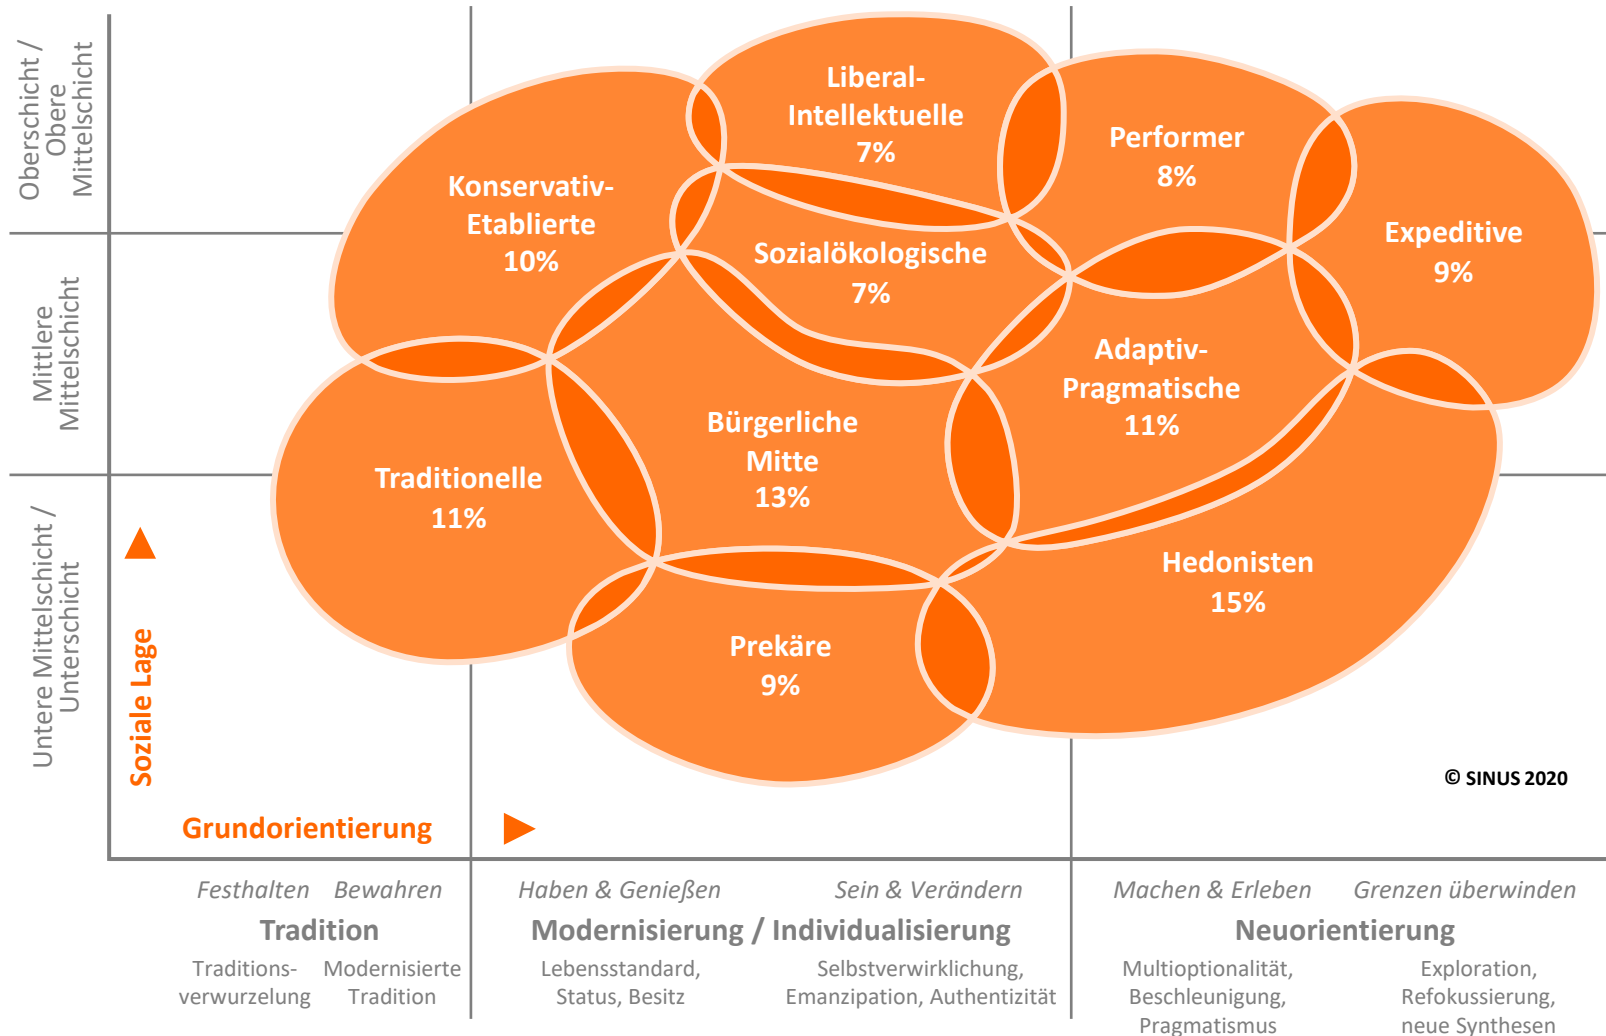 Oberschicht /
Obere
Mittelschicht
Mittlere
Mittelschicht
Untere Mittelschicht /
Unterschicht
Soziale Lage
Liberal-
Intellektuelle
7%
Performer
8%
Konservativ-
Etablierte
10%
Expeditive
9%
Sozialökologische
7%
Adaptiv-
Pragmatische
11%
Bürgerliche
Mitte
13%
Traditionelle
11%
Hedonisten
15%
Prekäre
9%
© SINUS 2020
Grundorientierung
Festhalten Bewahren
Tradition
Traditions-
verwurzelung
Modernisierte
Tradition
Haben & Genießen Sein & Verändern
Modernisierung / Individualisierung
Lebensstandard,
Status, Besitz
Selbstverwirklichung,
Emanzipation, Authentizität
Machen & Erleben Grenzen überwinden
Neuorientierung
Multioptionalität,
Beschleunigung,
Pragmatismus
Exploration,
Refokussierung,
neue Synthesen